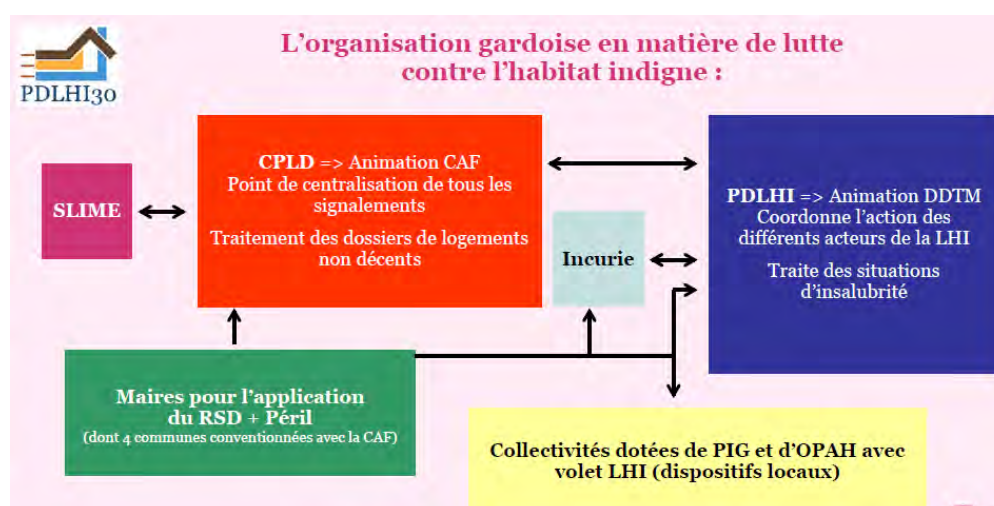 PDLHI30
L'organisation gardoise en matière de lutte
contre l'habitat indigne :
SLIME
CPLD => Animation CAF
Point de centralisation de tous les
signalements
Traitement des dossiers de logements
non décents
Incurie
PDLHI => Animation DDTM
Coordonne l'action des
différents acteurs de la LHI
Traite des situations
d'insalubrité
Maires pour l'application
du RSD + Péril
(dont 4 communes conventionnées avec la CAF)
Collectivités dotées de PIG et d'OPAH avec
volet LHI (dispositifs locaux)